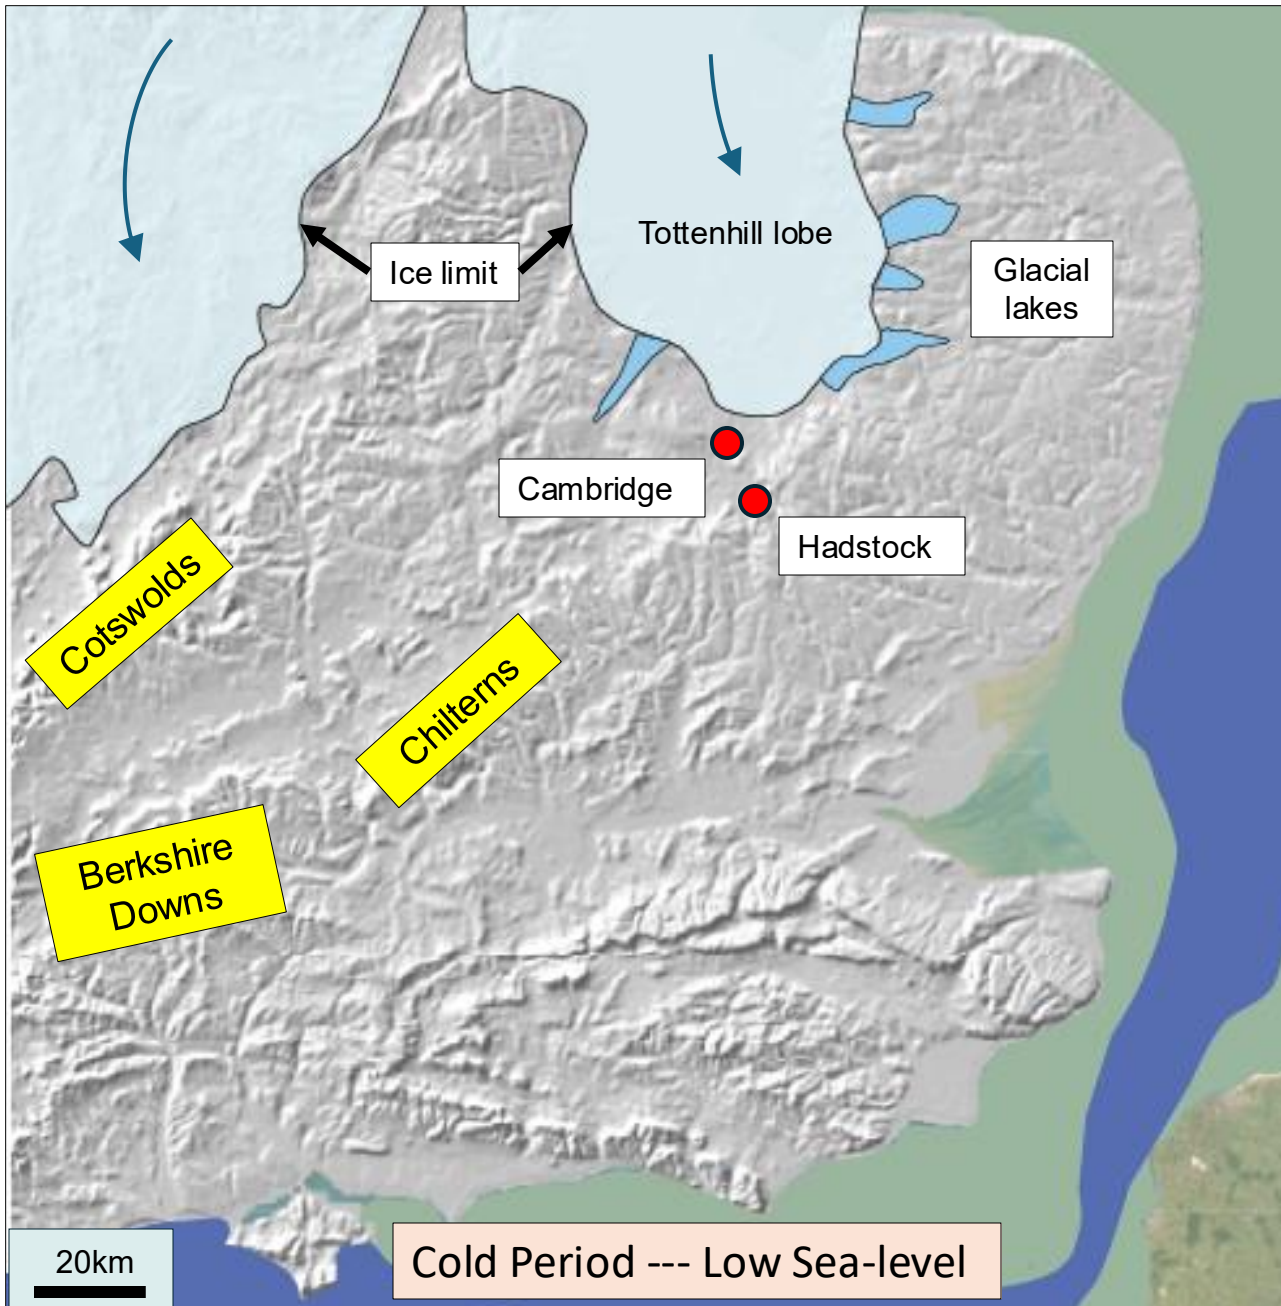 Tottenhill lobe
Ice limit
Glacial
lakes
Cambridge
Hadstock
Cotswolds
Chilterns
Berkshire
Downs
20km
Cold Period --- Low Sea-level